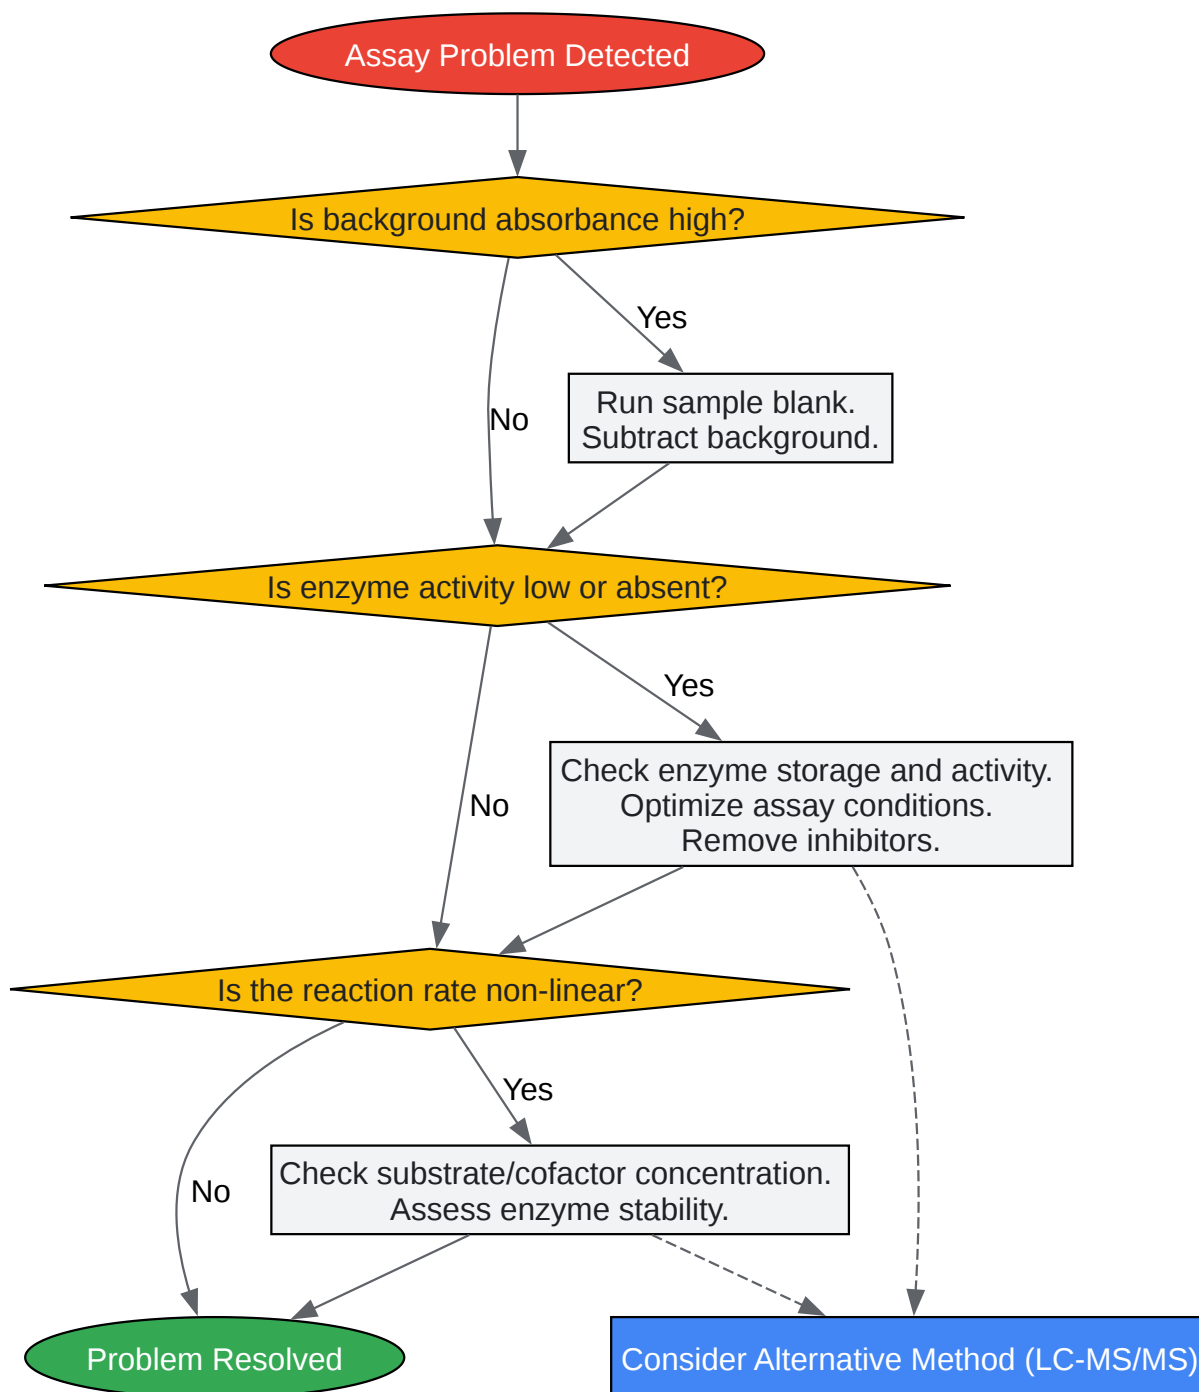 Assay Problem Detected
Is background absorbance high?
Yes
Run sample blank.
Subtract background.
No
Is enzyme activity low or absent?
Yes
Check enzyme storage and activity.
Optimize assay conditions.
Remove inhibitors.
No
Is the reaction rate non-linear?
Yes
Check substrate/cofactor concentration.
Assess enzyme stability.
No
Problem Resolved
Consider Alternative Method (LC-MS/MS)